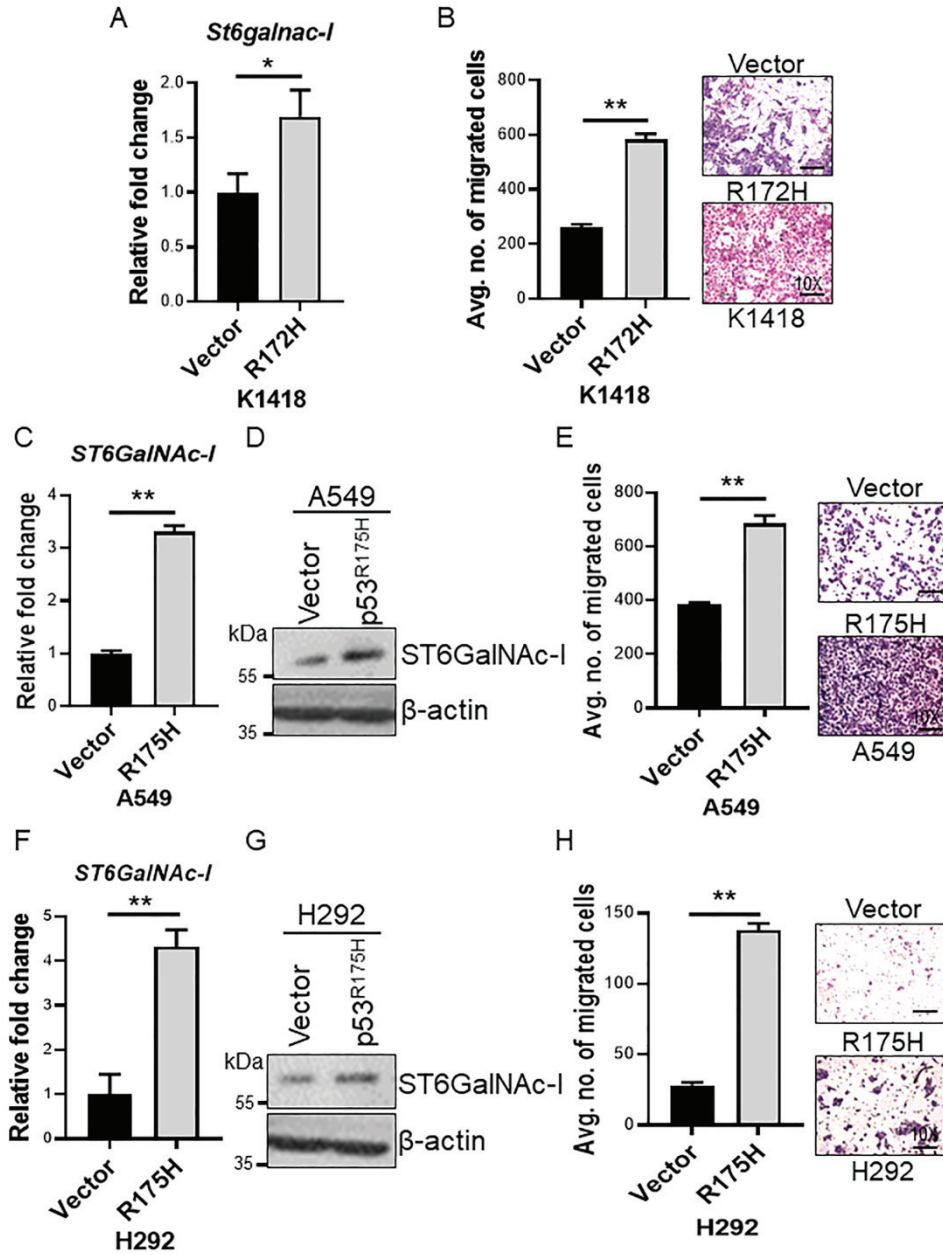 A
St6galnac-I
*
Relative fold change
2.0
1.5
1.0
0.5
0.0
Vector
R172H
K1418
B
**
Avg. no. of migrated cells
800
600
400
200
0
Vector
R172H
K1418
Vector
R172H
10X
K1418
C
ST6GalNAc-I
**
Relative fold change
4
3
2
1
0
Vector
R175H
A549
D
A549
Vector
p53R175H
kDa
55
ST6GalNAc-I
35
β-actin
E
**
Avg. no. of migrated cells
800
600
400
200
0
Vector
R175H
A549
Vector
R175H
10X
A549
F
ST6GalNAc-I
**
Relative fold change
5
4
3
2
1
0
Vector
R175H
H292
G
H292
Vector
p53R175H
kDa
55
ST6GalNAc-I
35
β-actin
H
**
Avg. no. of migrated cells
150
100
50
0
Vector
R175H
H292
Vector
R175H
10X
H292